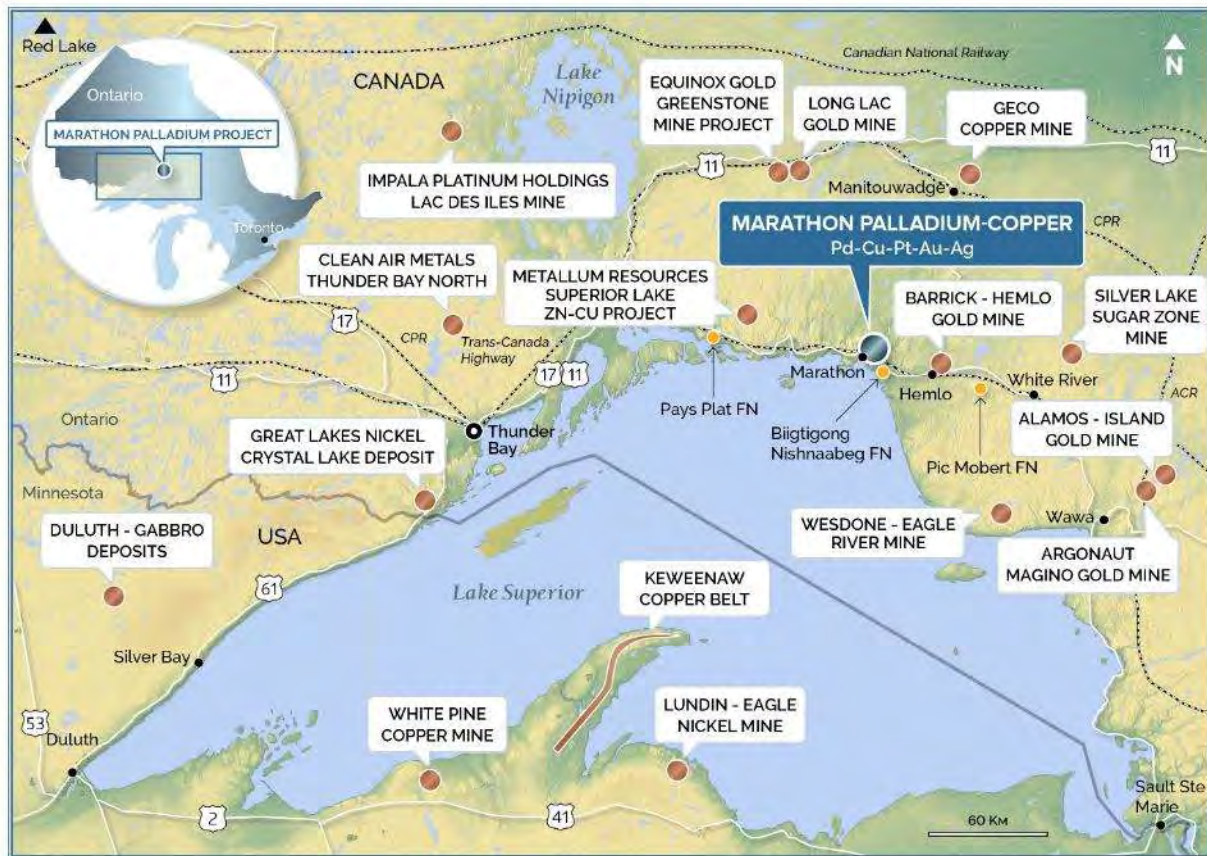 Red Lake
Ontario
MARATHON PALLADIUM PROJECT
Toronto
CANADA
Lake
Nipigon
Canadian National Railway
N
EQUINOX GOLD
GREENSTONE
MINE PROJECT
LONG LAC
GOLD MINE
GECO
COPPER MINE
11
11
Manitouwadge
IMPALA PLATINUM HOLDINGS
LAC DES ILES MINE
MARATHON PALLADIUM-COPPER
Pd-Cu-Pt-Au-Ag
CPR
CLEAN AIR METALS
THUNDER BAY NORTH
METALLUM RESOURCES
SUPERIOR LAKE
ZN-CU PROJECT
BARRICK - HEMLO
GOLD MINE
SILVER LAKE
SUGAR ZONE
MINE
17
CPR
Trans-Canada
Highway
11
17
11
Marathon
Hemlo
White River
ACR
Pays Plat FN
Biigtigong
Nishnaabeg FN
Pic Mobert FN
ALAMOS - ISLAND
GOLD MINE
Ontario
Minnesota
GREAT LAKES NICKEL
CRYSTAL LAKE DEPOSIT
Thunder
Bay
DULUTH - GABBRO
DEPOSITS
USA
WESDONE - EAGLE
RIVER MINE
Wawa
ARGONAUT
MAGINO GOLD MINE
61
Lake Superior
KEWEENAW
COPPER BELT
Silver Bay
53
Duluth
WHITE PINE
COPPER MINE
LUNDIN - EAGLE
NICKEL MINE
2
41
60 KM
Sault Ste
Marie